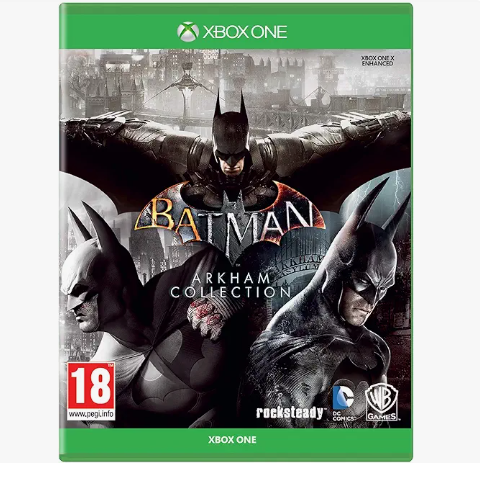 XBOX ONE
XBOX ONE X
ENHANCED
BATMAN
ARKHAM
COLLECTION
18
www.pegi.info
rocksteady
DC
COMICS
WB
GAMES
XBOX ONE